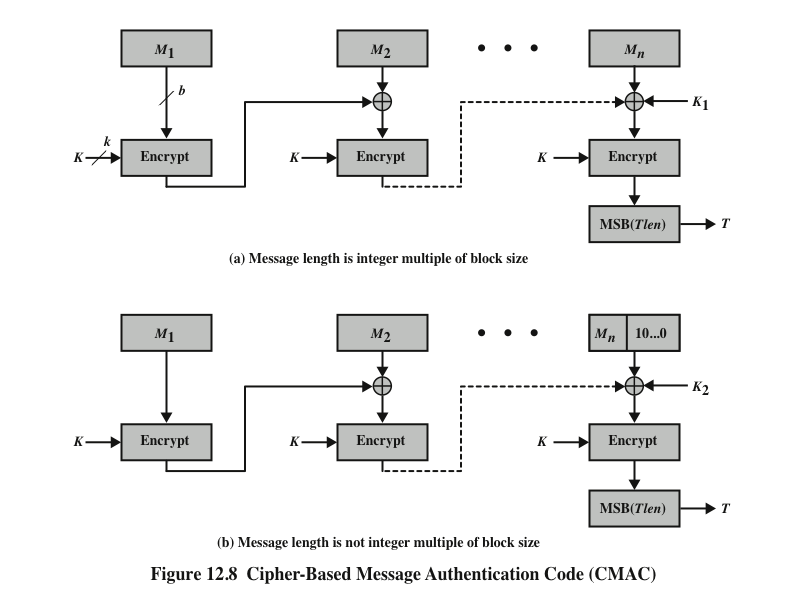 M1 M2 • • • Mn
b
K1
k
K Encrypt K Encrypt K Encrypt
MSB(Tlen) T
(a) Message length is integer multiple of block size
M1 M2 • • • Mn 10...0
K2
K Encrypt K Encrypt K Encrypt
MSB(Tlen) T
(b) Message length is not integer multiple of block size
Figure 12.8 Cipher-Based Message Authentication Code (CMAC)